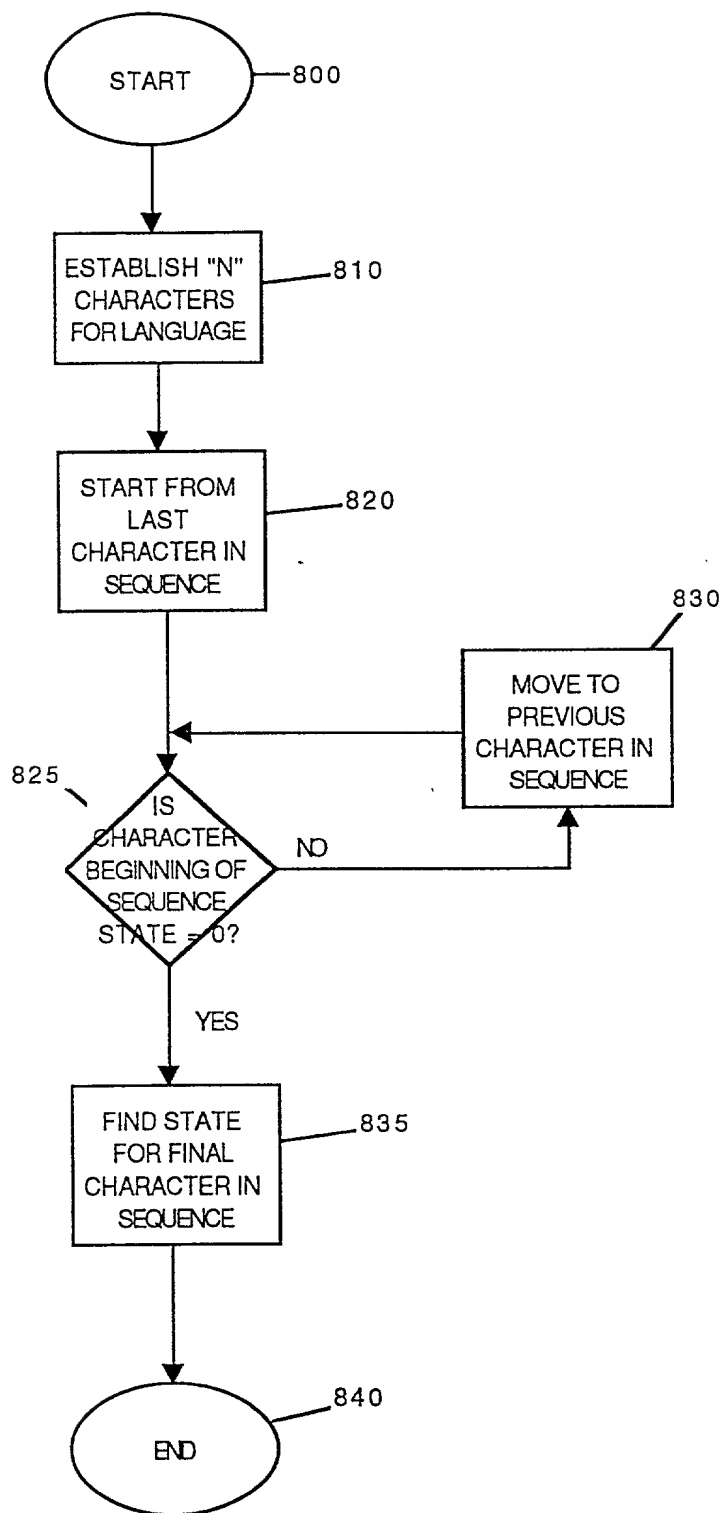 START
800
ESTABLISH "N"
CHARACTERS
FOR LANGUAGE
810
START FROM
LAST
CHARACTER IN
SEQUENCE
820
830
MOVE TO
PREVIOUS
CHARACTER IN
SEQUENCE
825
IS
CHARACTER
BEGINNING OF
SEQUENCE
STATE = 0?
NO
YES
FIND STATE
FOR FINAL
CHARACTER IN
SEQUENCE
835
840
END